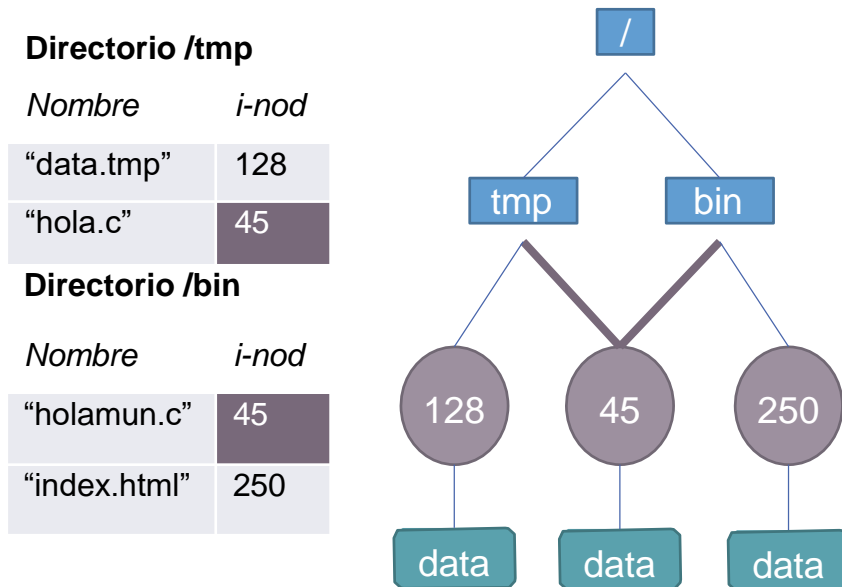 Directorio /tmp
Nombre i-nod
“data.tmp” 128
“hola.c” 45
Directorio /bin
Nombre i-nod
“holamun.c” 45
“index.html” 250
/
tmp bin
128 45 250
data data data